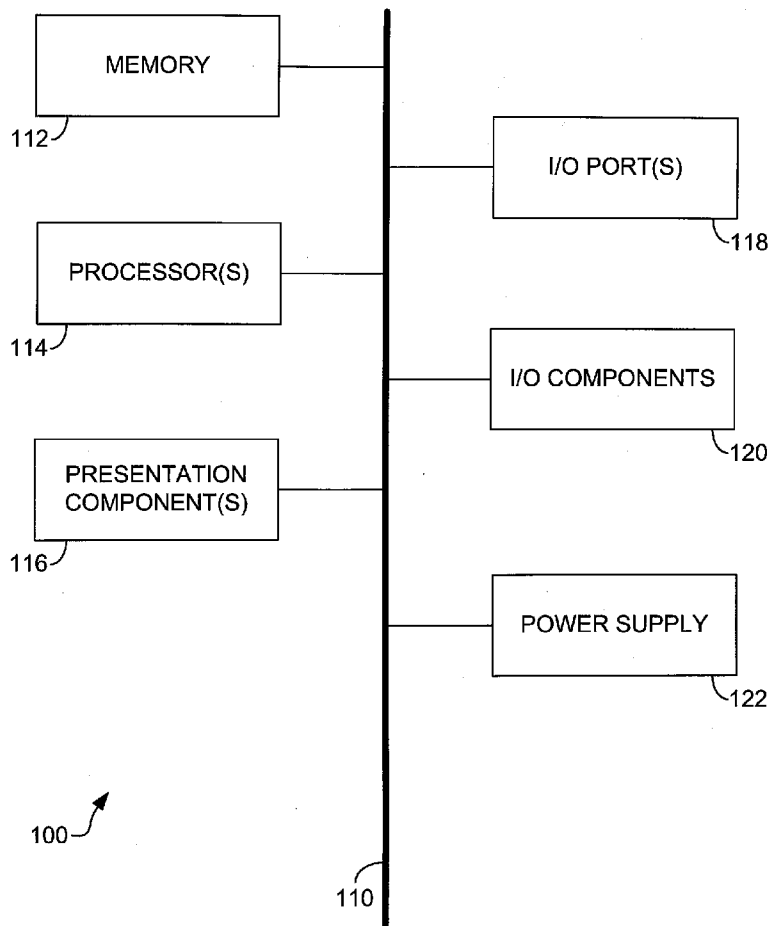 MEMORY
112
I/O PORT(S)
118
PROCESSOR(S)
114
I/O COMPONENTS
120
PRESENTATION
COMPONENT(S)
116
POWER SUPPLY
122
100
110